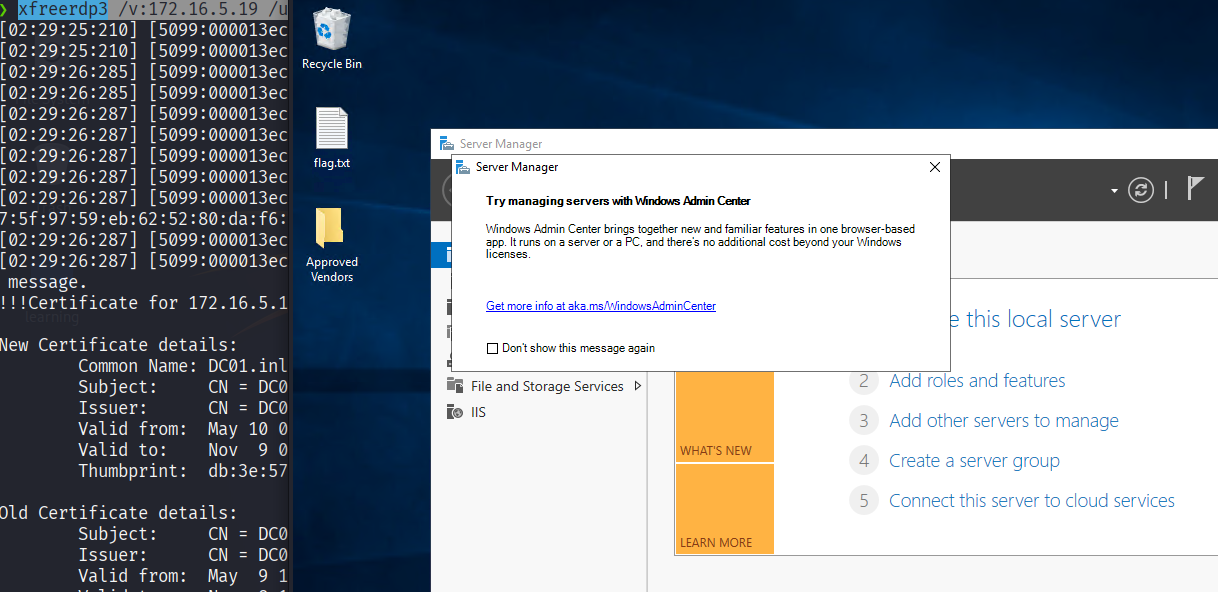 ❯ xfreerdp3 /v:172.16.5.19 /u
[02:29:25:210] [5099:000013ec
[02:29:25:210] [5099:000013ec
[02:29:26:285] [5099:000013ec
[02:29:26:285] [5099:000013ec
[02:29:26:287] [5099:000013ec
[02:29:26:287] [5099:000013ec
[02:29:26:287] [5099:000013ec
[02:29:26:287] [5099:000013ec
[02:29:26:287] [5099:000013ec
7:5f:97:59:eb:62:52:80:da:f6:
[02:29:26:287] [5099:000013ec
[02:29:26:287] [5099:000013ec
message.
!!!Certificate for 172.16.5.1
learning
New Certificate details:
Common Name: DC01.inl
Subject: CN = DC0
Issuer: CN = DC0
Valid from: May 10 0
Valid to: Nov 9 0
Thumbprint: db:3e:57
Old Certificate details:
Subject: CN = DC0
Issuer: CN = DC0
Valid from: May 9 1
Recycle Bin
flag.txt
Approved
Vendors
Server Manager
Server Manager
Try managing servers with Windows Admin Center
Windows Admin Center brings together new and familiar features in one browser-based
app. It runs on a server or a PC, and there's no additional cost beyond your Windows
licenses.
Get more info at aka.ms/WindowsAdminCenter
Don't show this message again
File and Storage Services
IIS
e this local server
2 Add roles and features
3 Add other servers to manage
4 Create a server group
5 Connect this server to cloud services
WHAT'S NEW
LEARN MORE